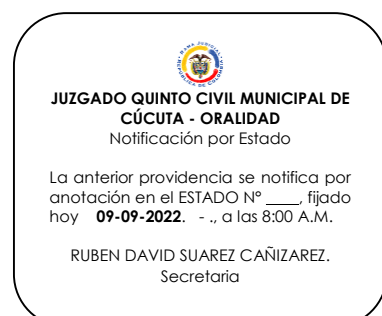 JUZGADO QUINTO CIVIL MUNICIPAL DE
CÚCUTA - ORALIDAD
Notificación por Estado
La anterior providencia se notifica por
anotación en el ESTADO N° ____, fijado
hoy 09-09-2022. - ., a las 8:00 A.M.
RUBEN DAVID SUAREZ CAÑIZAREZ.
Secretaria